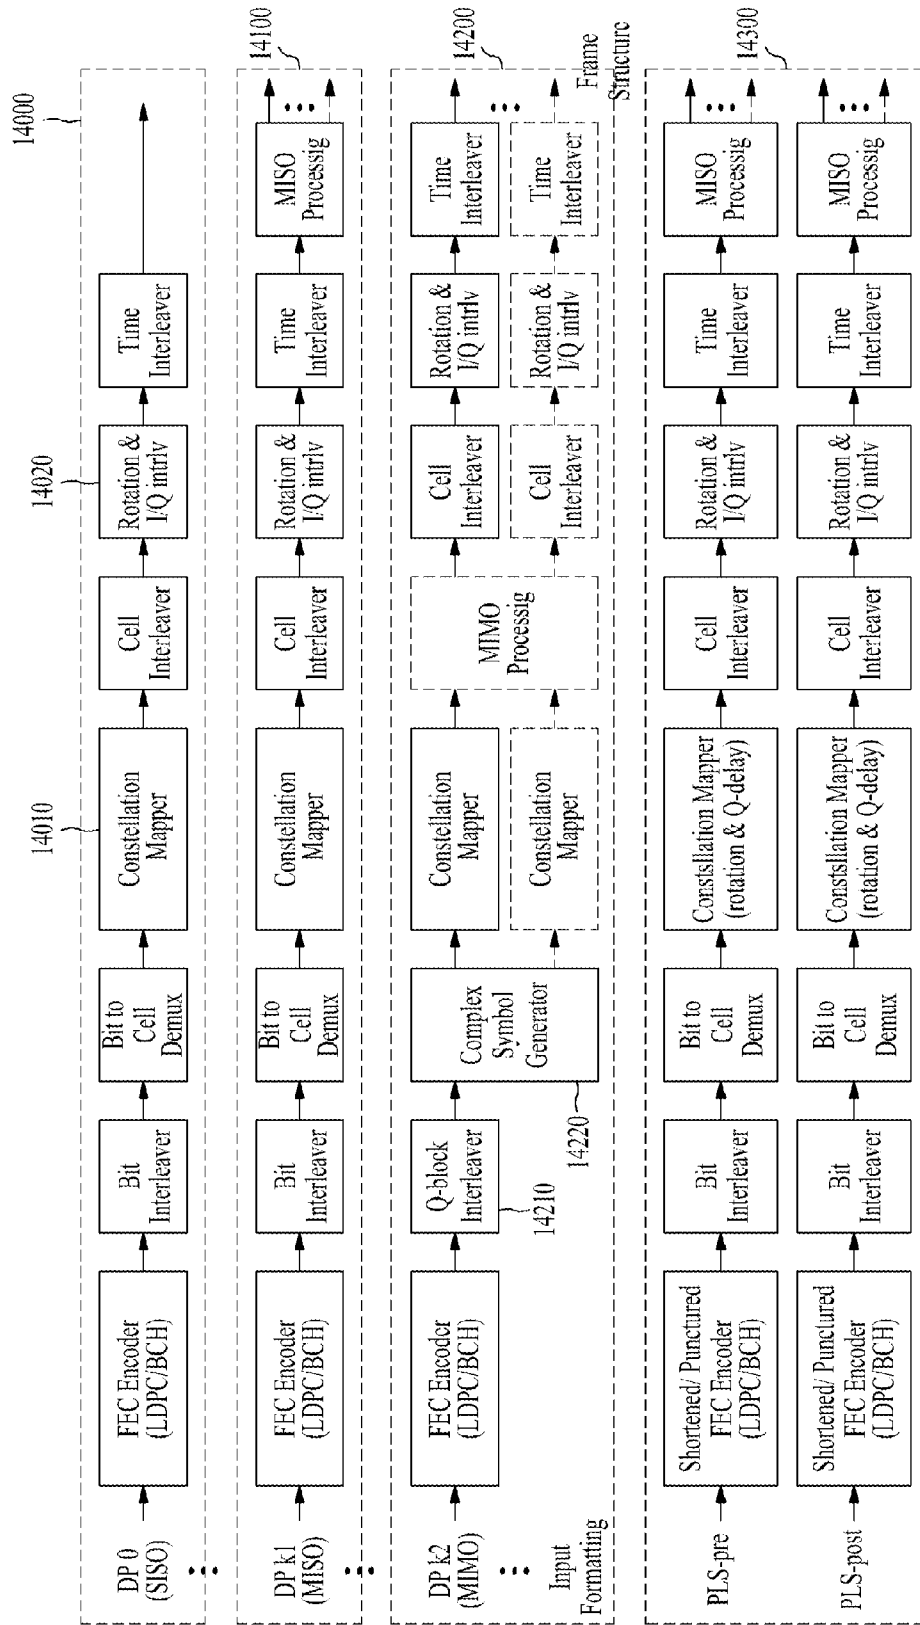 14000
DP 0
(SISO)
FEC Encoder
(LDPC/BCH)
Bit
Interleaver
Bit to
Cell
Demux
Constellation
Mapper
14010
Cell
Interleaver
Rotation &
I/Q intrlv
14020
Time
Interleaver
14100
DP k1
(MISO)
FEC Encoder
(LDPC/BCH)
Bit
Interleaver
Bit to
Cell
Demux
Constellation
Mapper
Cell
Interleaver
Rotation &
I/Q intrlv
Time
Interleaver
MISO
Processig
14200
DP k2
(MIMO)
FEC Encoder
(LDPC/BCH)
Q-block
Interleaver
14210
Complex
Symbol
Generator
14220
Constellation
Mapper
Constellation
Mapper
MIMO
Processig
Cell
Interleaver
Cell
Interleaver
Rotation &
I/Q intrlv
Rotation &
I/Q intrlv
Time
Interleaver
Time
Interleaver
Input
Formatting
Frame
Structure
14300
PLS-pre
Shortened/ Punctured
FEC Encoder
(LDPC/BCH)
Bit
Interleaver
Bit to
Cell
Demux
Constsllation Mapper
(rotation & Q-delay)
Cell
Interleaver
Rotation &
I/Q intrlv
Time
Interleaver
MISO
Processig
PLS-post
Shortened/ Punctured
FEC Encoder
(LDPC/BCH)
Bit
Interleaver
Bit to
Cell
Demux
Constsllation Mapper
(rotation & Q-delay)
Cell
Interleaver
Rotation &
I/Q intrlv
Time
Interleaver
MISO
Processig